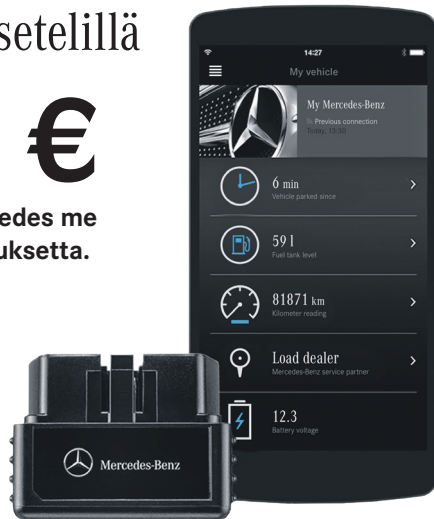 setelillä
€
edes me
uksetta.
14:27
My vehicle
My Mercedes-Benz
Previous connection
Today, 13:30
6 min
Vehicle parked since
59 l
Fuel tank level
81871 km
Kilometer reading
Load dealer
Mercedes-Benz service partner
12.3
Battery voltage
Mercedes-Benz